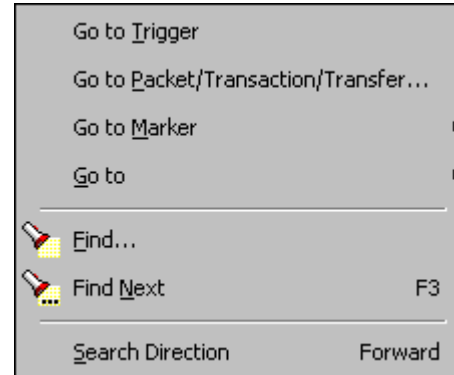 Go to Trigger
Go to Packet/Transaction/Transfer...
Go to Marker
Go to
Find...
Find Next F3
Search Direction Forward